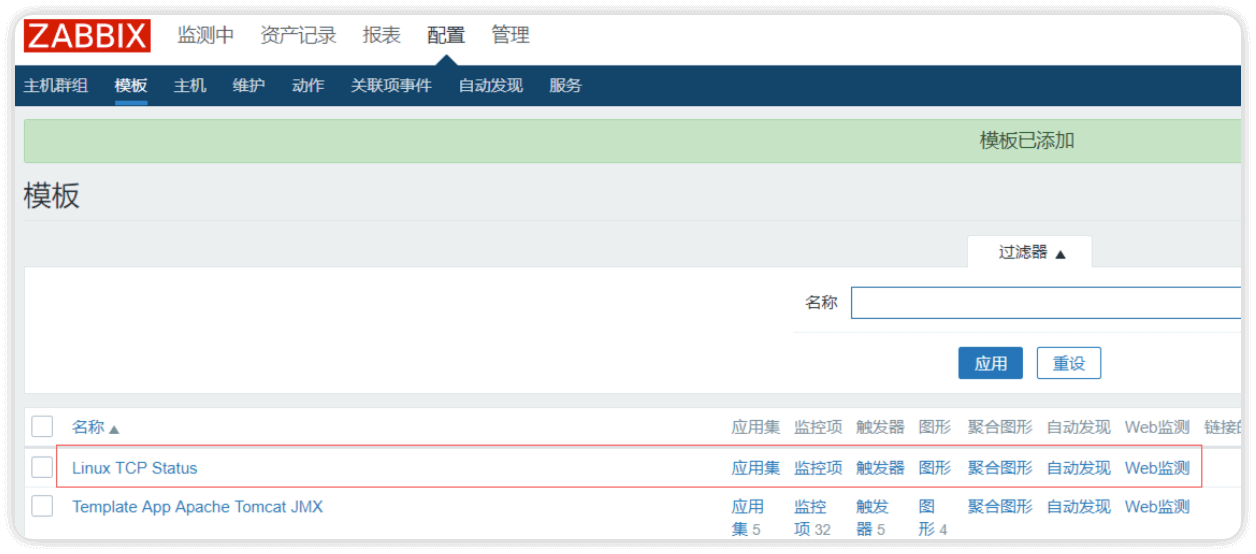 ZABBIX 监测中 资产记录 报表 配置 管理
主机群组 模板 主机 维护 动作 关联项事件 自动发现 服务
模板已添加
模板
过滤器 ▲
名称
应用 重设
名称 ▲ 应用集 监控项 触发器 图形 聚合图形 自动发现 Web监测 链接
Linux TCP Status 应用集 监控项 触发器 图形 聚合图形 自动发现 Web监测
Template App Apache Tomcat JMX 应用 监控 触发 图 聚合图形 自动发现 Web监测
集 5 项 32 器 5 形 4